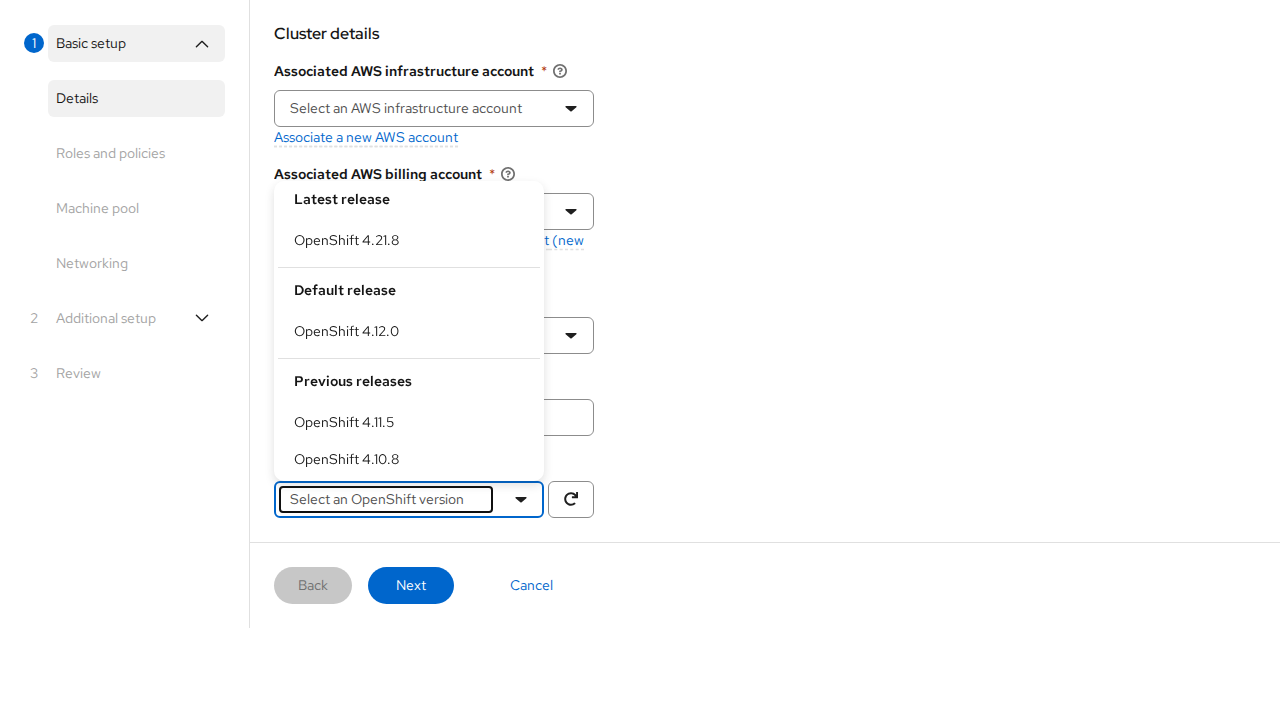 1 Basic setup
Details
Roles and policies
Machine pool
Networking
2 Additional setup
3 Review
Cluster details
Associated AWS infrastructure account *
Select an AWS infrastructure account
Associate a new AWS account
Associated AWS billing account *
t (new
Latest release
OpenShift 4.21.8
Default release
OpenShift 4.12.0
Previous releases
OpenShift 4.11.5
OpenShift 4.10.8
Select an OpenShift version
Back
Next
Cancel